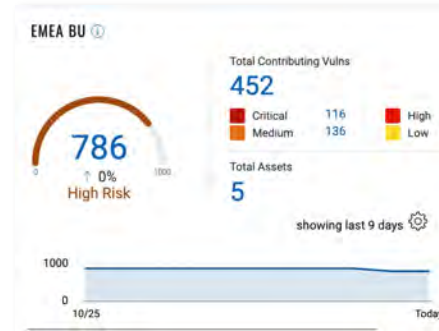 EMEA BU ⓘ
Total Contributing Vulns
452
Critical 116 High
Medium 136 Low
786
↑ 0%
0 1000
High Risk
Total Assets
5
showing last 9 days
1000
0
10/25 Today